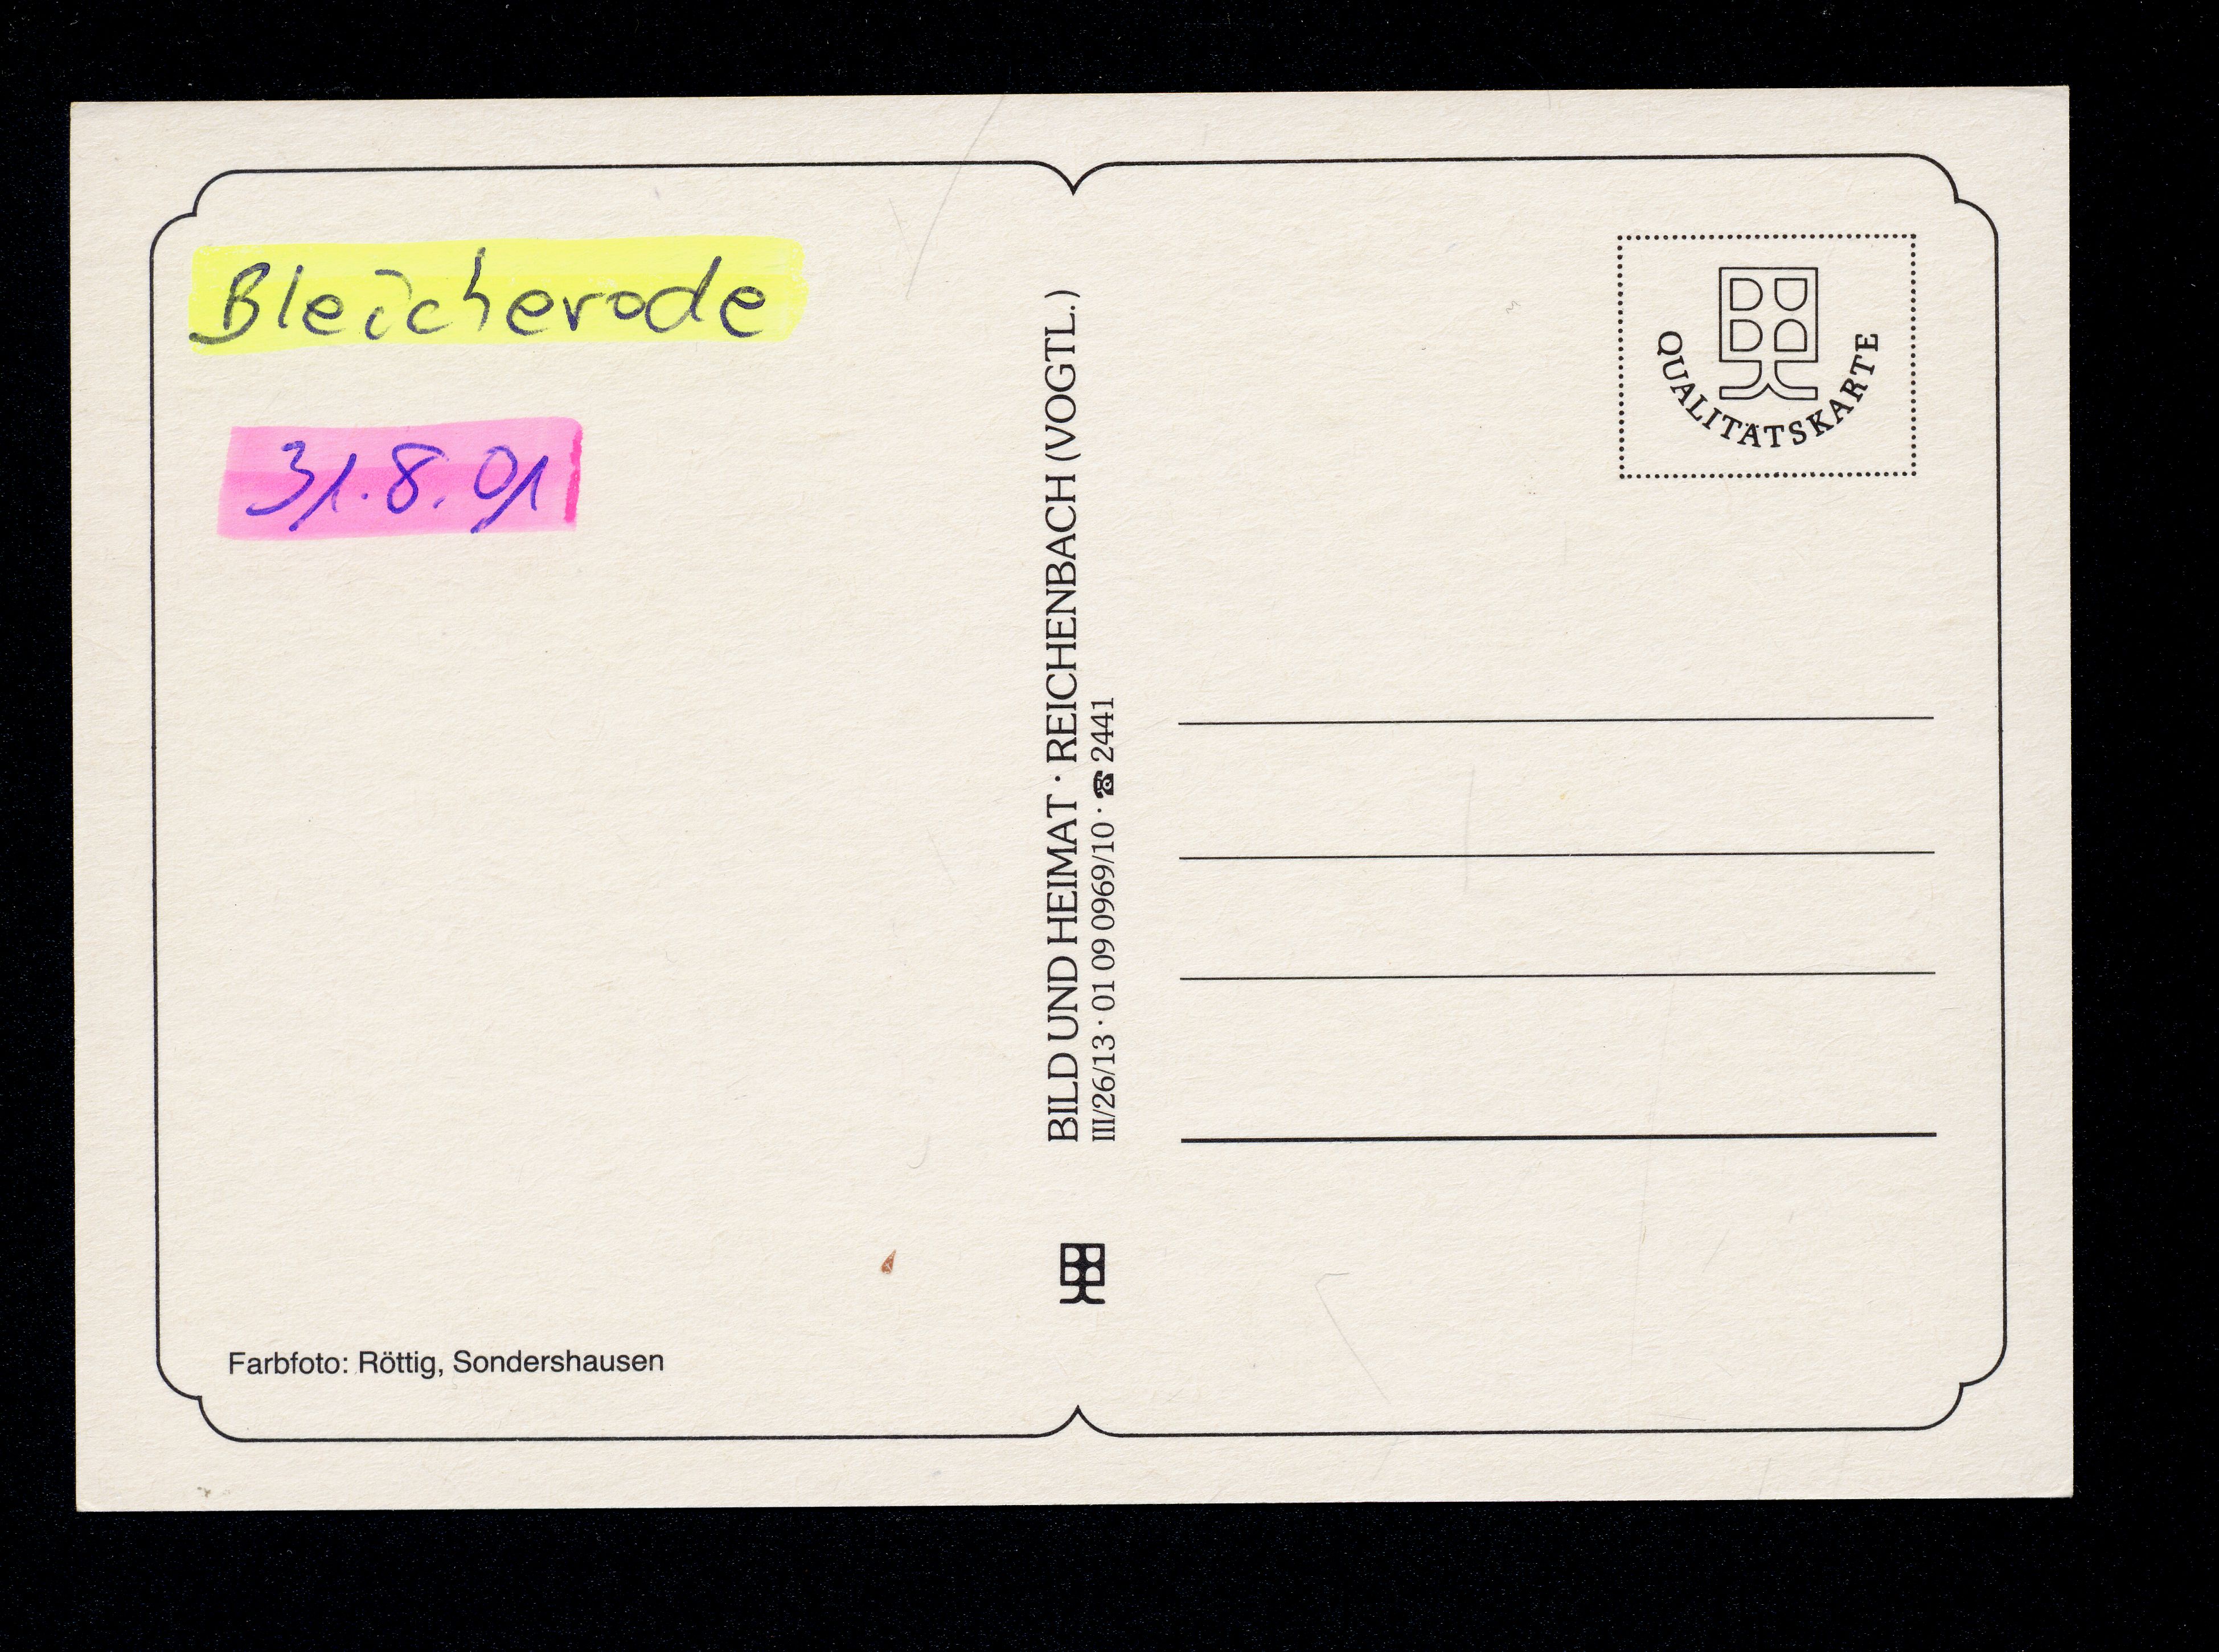 Bleicherode
31.8.91
QUALITÄTSKARTE
BILD UND HEIMAT · REICHENBACH (VOGTL.)
III/26/13 · 01 09 0969/10 · ☎ 2441
Farbfoto: Röttig, Sondershausen